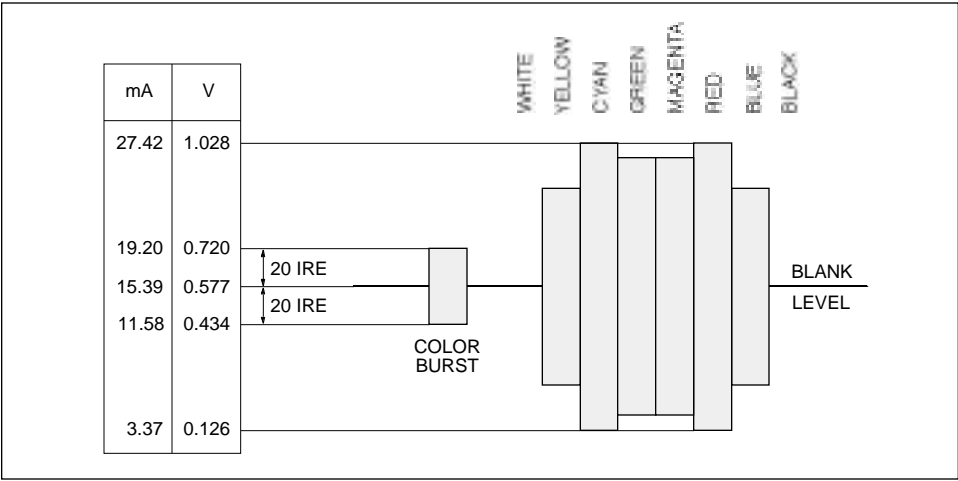 WHITE
YELLOW
CYAN
GREEN
MAGENTA
RED
BLUE
BLACK
mA V
27.42 1.028
19.20 0.720
20 IRE
15.39 0.577
BLANK
LEVEL
20 IRE
11.58 0.434
COLOR
BURST
3.37 0.126